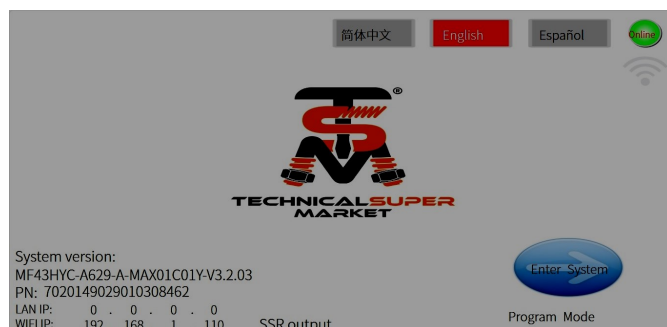 简体中文 English Español Online
®
TSM
TECHNICALSUPER
MARKET
System version:
MF43HYC-A629-A-MAX01C01Y-V3.2.03
PN: 7020149029010308462
LAN IP: 0 . 0 . 0 . 0
WIFI IP: 192 . 168 . 1 . 110 SSR output
Enter System
Program Mode